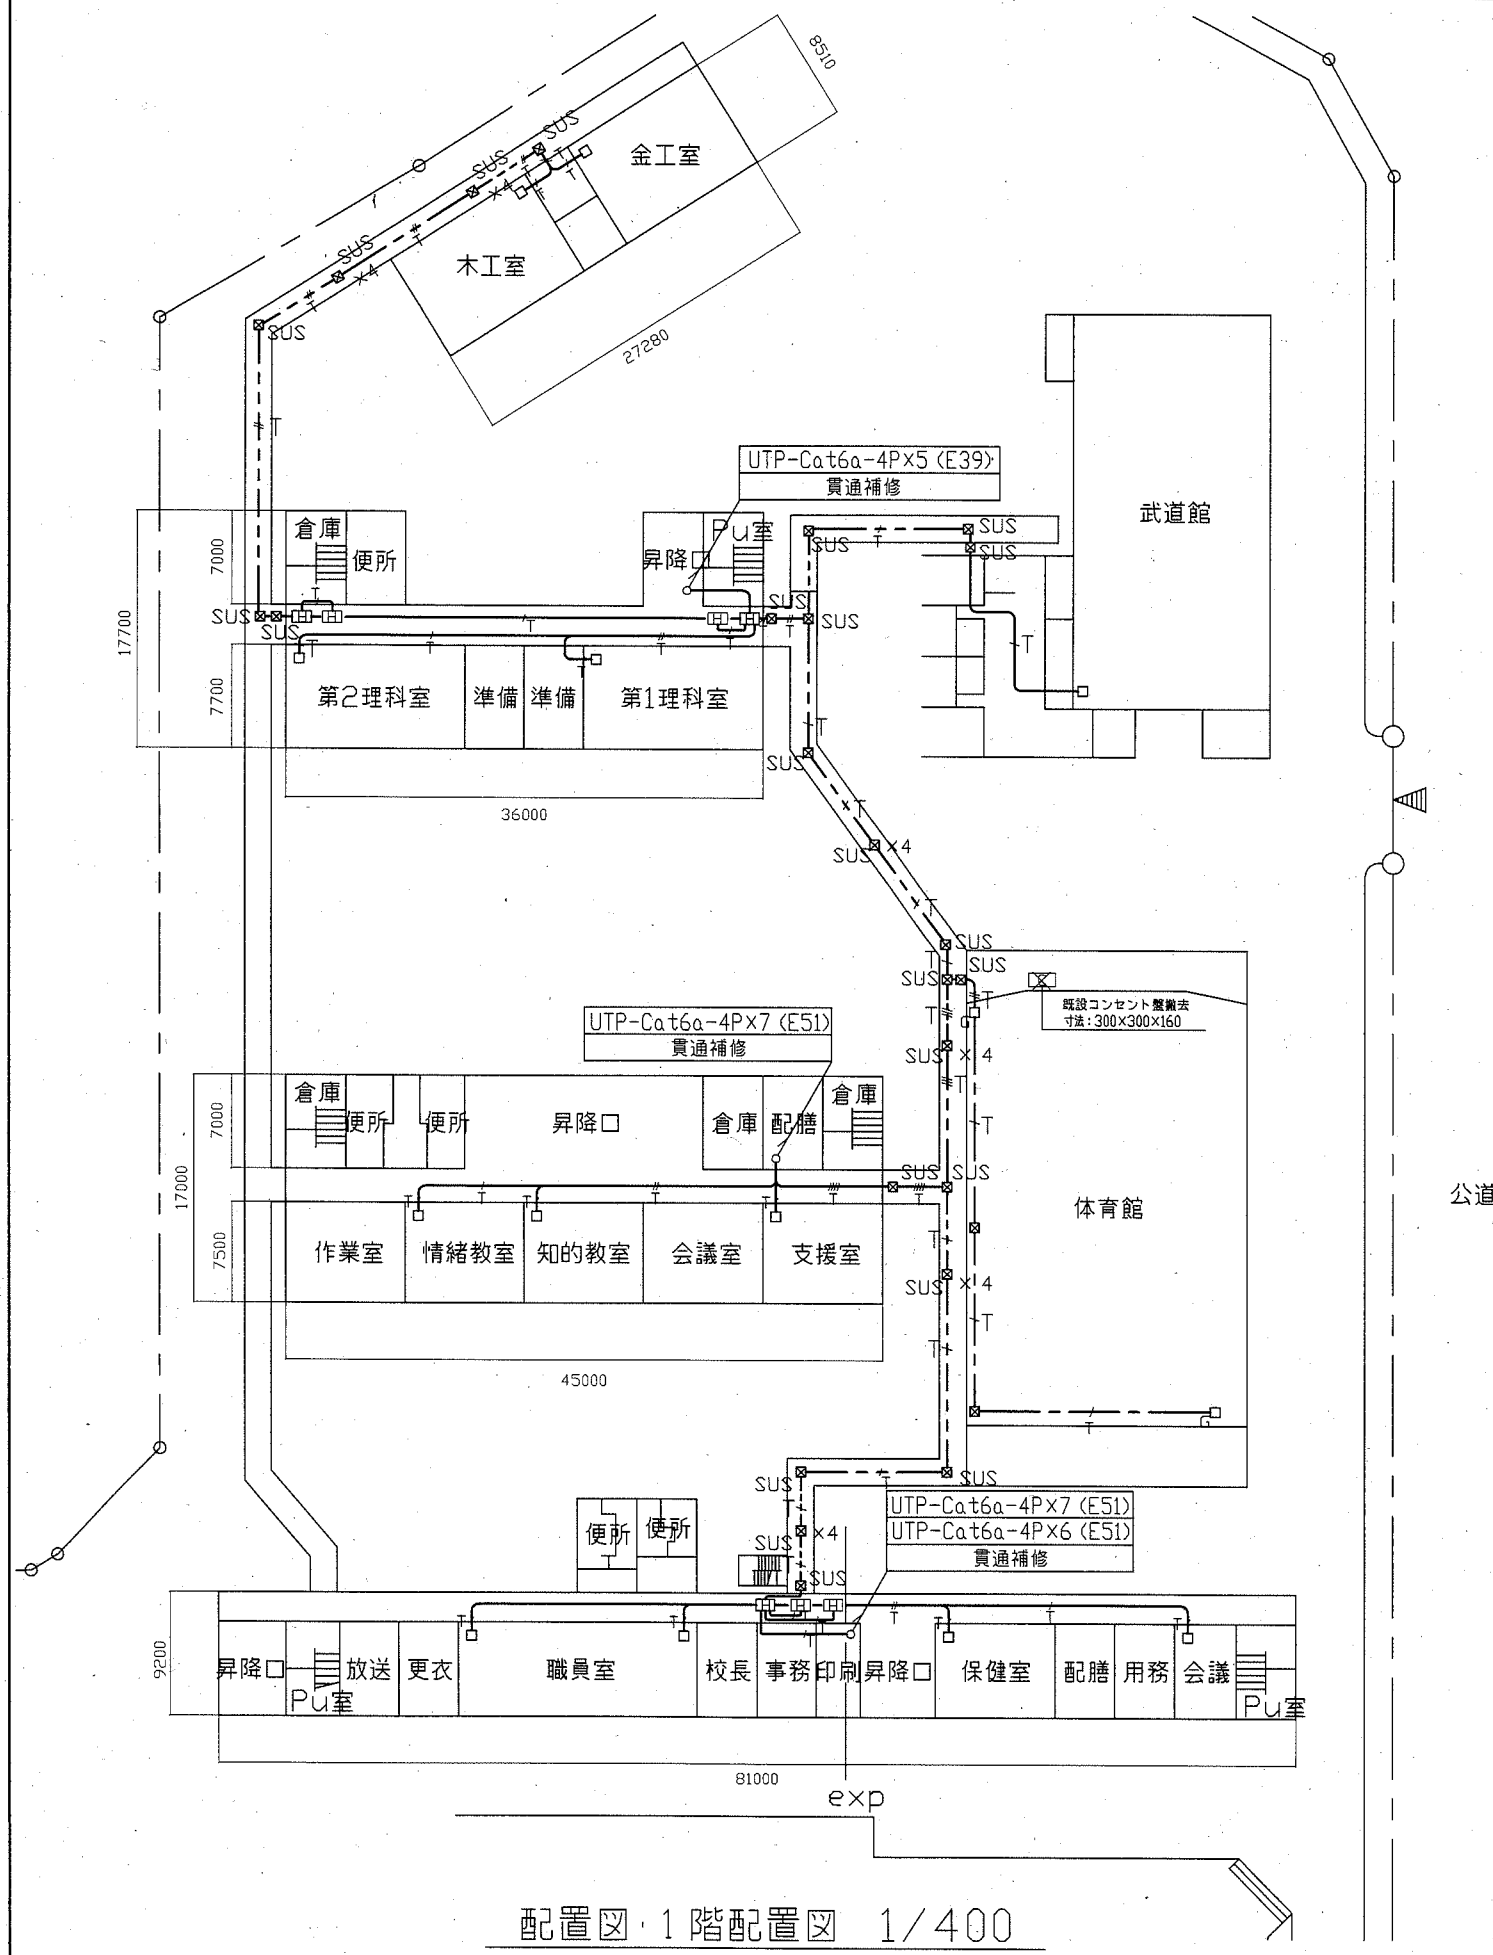 8510
SUS
金工室
SUS
T
T
×4
T
T
木工室
SUS
T
×4
T
SUS
27280
T
UTP-Cat6a-4P×5 (E39)
貫通補修
武道館
倉庫
便所
7000
昇降口
Pu室
SUS
SUS
SUS
T
17700
SUS
SUS
T
T
SUS
SUS
T
T
T
T
T
T
T
7700
第2理科室
準備
準備
第1理科室
T
SUS
36000
T
SUS
×4
T
SUS
T
SUS
SUS
T
既設コンセント盤撤去
寸法:300×300×160
UTP-Cat6a-4P×7 (E51)
貫通補修
T
SUS
×4
T
7000
倉庫
便所
便所
昇降口
倉庫
配膳
倉庫
T
17000
SUS
SUS
公道
体育館
T
T
T
T
T
T
T
7500
作業室
情緒教室
知的教室
会議室
支援室
T
SUS
×4
T
T
45000
T
SUS
T
SUS
UTP-Cat6a-4P×7 (E51)
UTP-Cat6a-4P×6 (E51)
貫通補修
便所
便所
T
SUS
×4
T
SUS
T
T
T
T
T
T
T
T
9200
昇降口
Pu室
放送
更衣
職員室
校長
事務
印刷
昇降口
保健室
配膳
用務
会議
Pu室
81000
exp
配置図・1階配置図 1/400